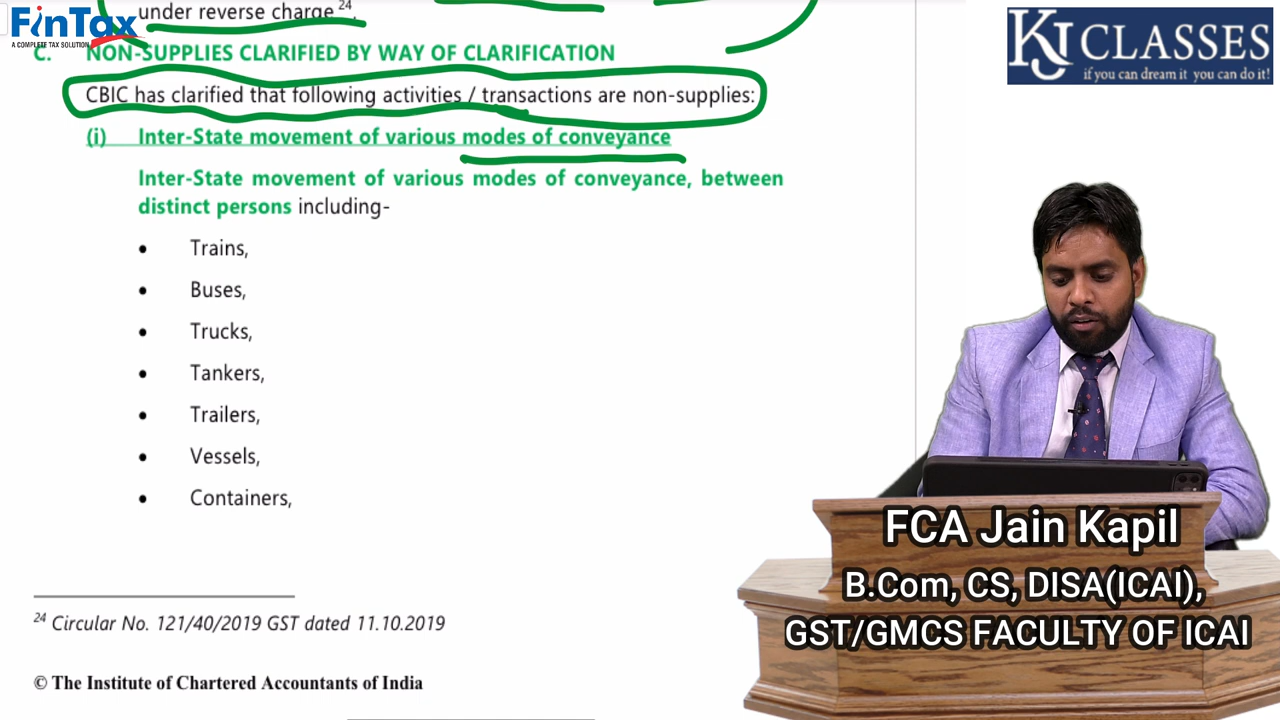 FinTax
A COMPLETE TAX SOLUTION
under reverse charge 24.
C. NON-SUPPLIES CLARIFIED BY WAY OF CLARIFICATION
CBIC has clarified that following activities / transactions are non-supplies:
(i) Inter-State movement of various modes of conveyance
Inter-State movement of various modes of conveyance, between
distinct persons including-
• Trains,
• Buses,
• Trucks,
• Tankers,
• Trailers,
• Vessels,
• Containers,
24 Circular No. 121/40/2019 GST dated 11.10.2019
© The Institute of Chartered Accountants of India
KJ CLASSES
if you can dream it you can do it!
FCA Jain Kapil
B.Com, CS, DISA(ICAI),
GST/GMCS FACULTY OF ICAI